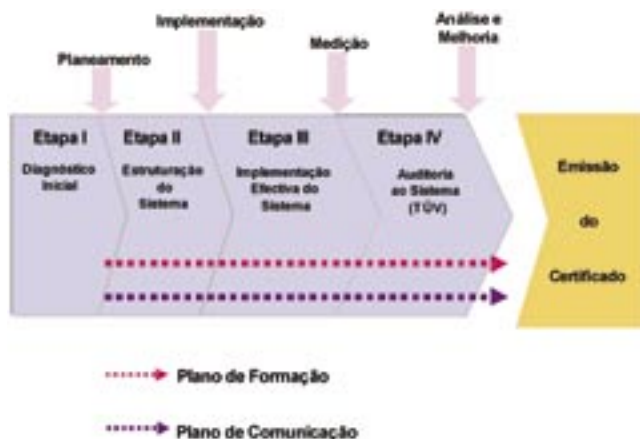 Planeamento
Implementação
Medição
Análise e
Melhoria
Etapa I
Diagnóstico
Inicial
Etapa II
Estruturação
do
Sistema
Etapa III
Implementação
Efectiva do
Sistema
Etapa IV
Auditoria
ao Sistema
(TÜV)
Emissão
do
Certificado
Plano de Formação
Plano de Comunicação